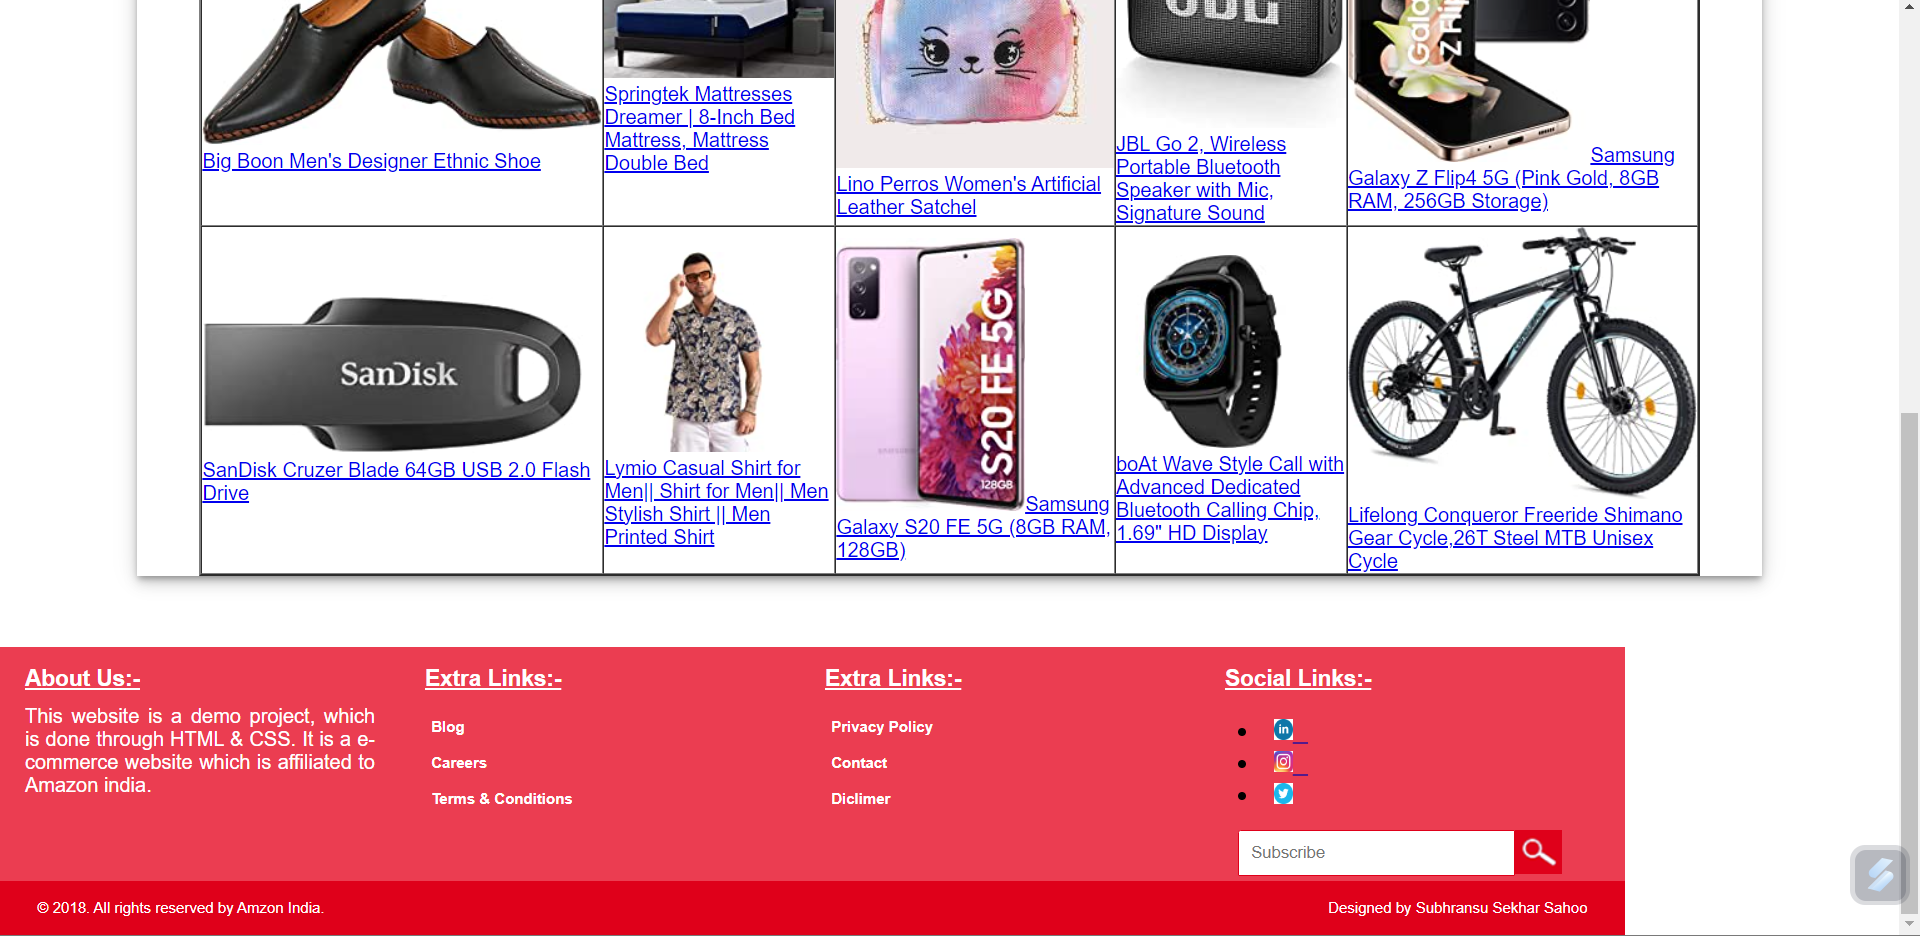 JBL
Galaxy
Z Flip
Big Boon Men's Designer Ethnic Shoe
Springtek Mattresses
Dreamer | 8-Inch Bed
Mattress, Mattress
Double Bed
Lino Perros Women's Artificial
Leather Satchel
JBL Go 2, Wireless
Portable Bluetooth
Speaker with Mic,
Signature Sound
Samsung
Galaxy Z Flip4 5G (Pink Gold, 8GB
RAM, 256GB Storage)
SanDisk
SanDisk Cruzer Blade 64GB USB 2.0 Flash
Drive
Lymio Casual Shirt for
Men|| Shirt for Men|| Men
Stylish Shirt || Men
Printed Shirt
S20 FE 5G
128GB
Samsung
Galaxy S20 FE 5G (8GB RAM,
128GB)
boAt Wave Style Call with
Advanced Dedicated
Bluetooth Calling Chip,
1.69" HD Display
Lifelong Conqueror Freeride Shimano
Gear Cycle,26T Steel MTB Unisex
Cycle
About Us:-
This website is a demo project, which
is done through HTML & CSS. It is a e-
commerce website which is affiliated to
Amazon india.
Extra Links:-
Blog
Careers
Terms & Conditions
Extra Links:-
Privacy Policy
Contact
Diclimer
Social Links:-
in
Subscribe
© 2018. All rights reserved by Amzon India.
Designed by Subhransu Sekhar Sahoo